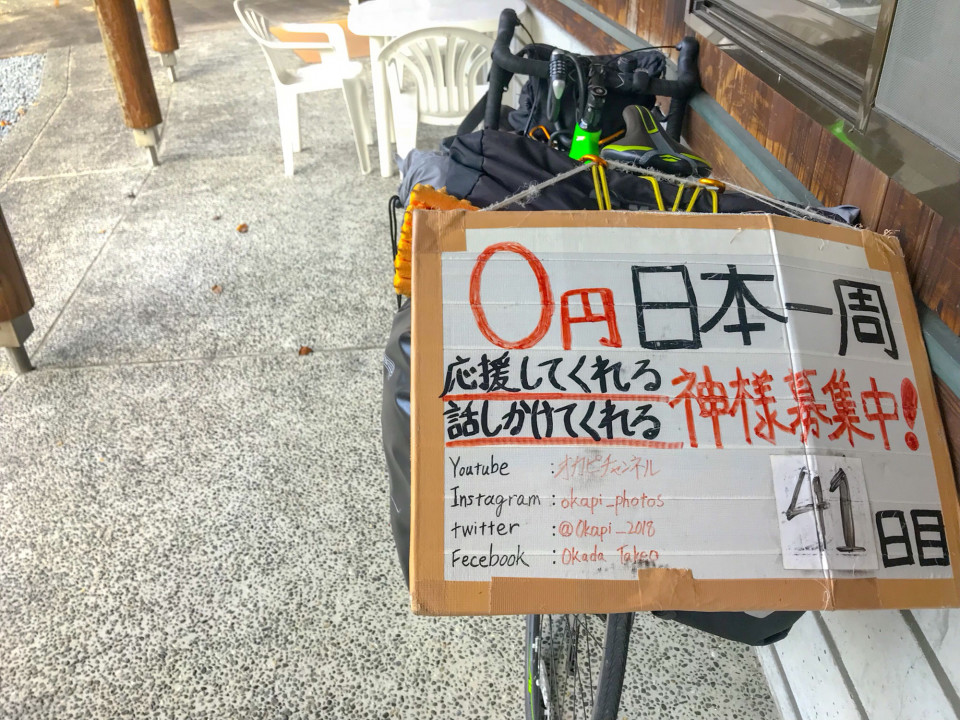 0円日本一周
応援してくれる
話しかけてくれる
神様募集中!
Youtube : オカピチャンネル
Instagram : okapi_photos
twitter : @Okapi_2018
Fecebook : Okada Taken
41日目